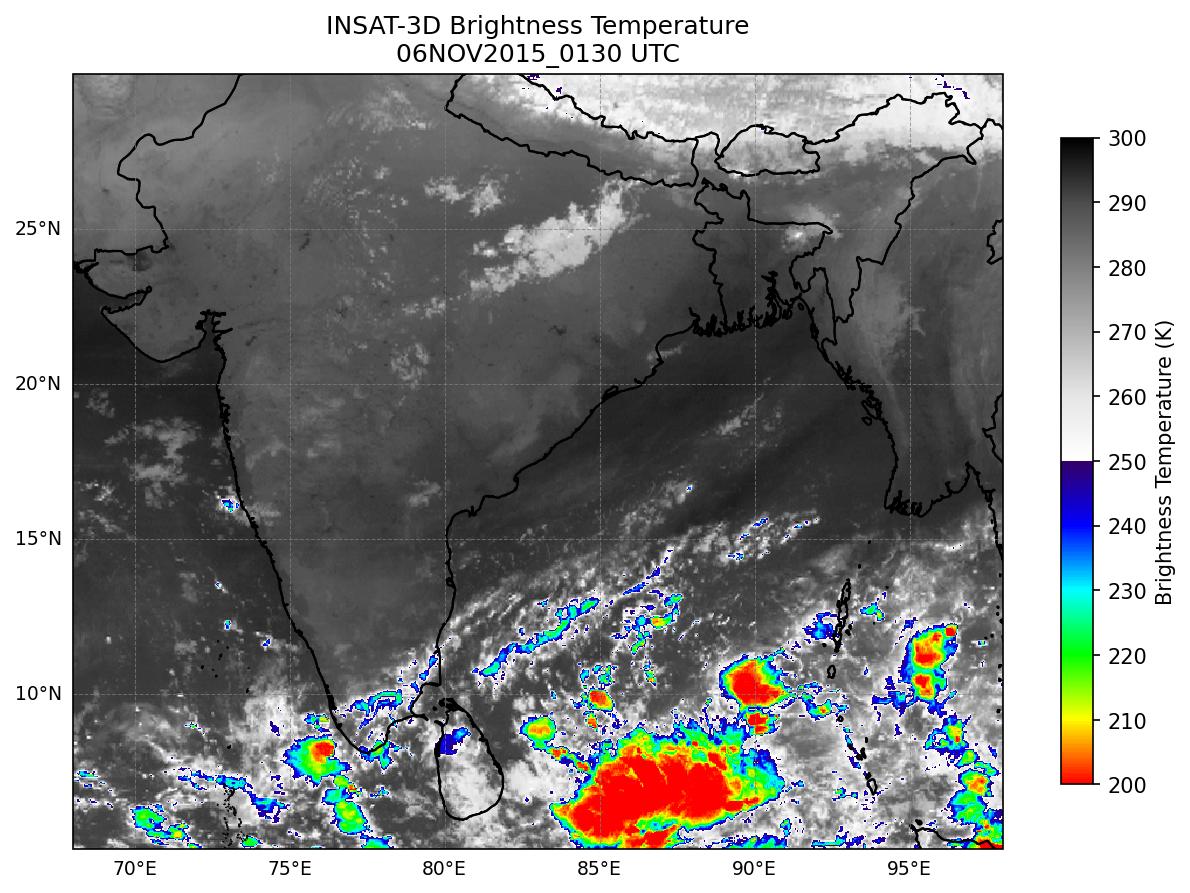 INSAT-3D Brightness Temperature
06NOV2015_0130 UTC
25°N
20°N
15°N
10°N
70°E
75°E
80°E
85°E
90°E
95°E
300
290
280
270
260
250
240
230
220
210
200
Brightness Temperature (K)